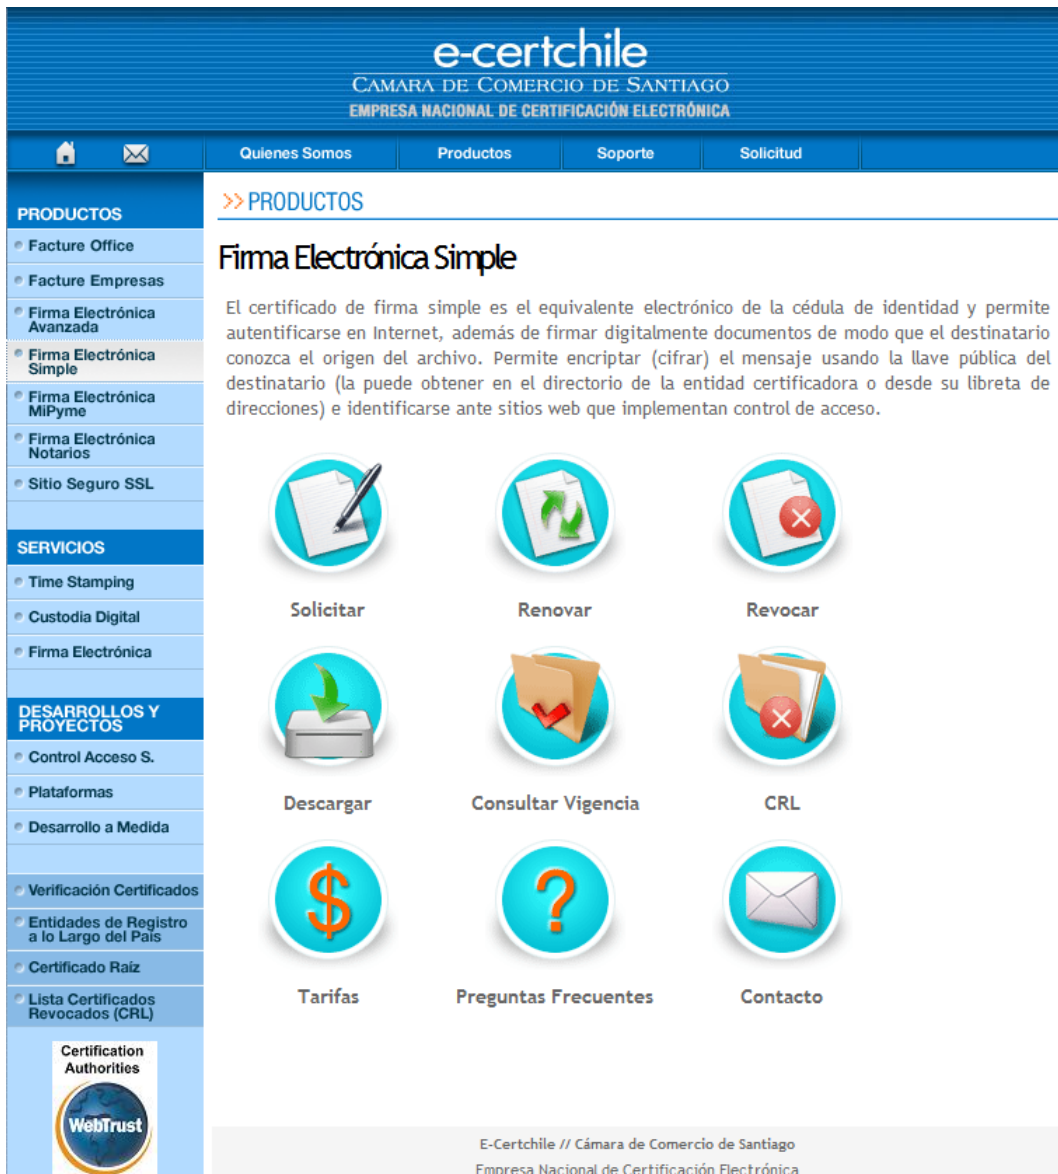 e-certchile
CAMARA DE COMERCIO DE SANTIAGO
EMPRESA NACIONAL DE CERTIFICACIÓN ELECTRÓNICA
Quienes Somos
Productos
Soporte
Solicitud
PRODUCTOS
Facture Office
Facture Empresas
Firma Electrónica
Avanzada
Firma Electrónica
Simple
Firma Electrónica
MiPyme
Firma Electrónica
Notarios
Sitio Seguro SSL
SERVICIOS
Time Stamping
Custodia Digital
Firma Electrónica
DESARROLLOS Y
PROYECTOS
Control Acceso S.
Plataformas
Desarrollo a Medida
Verificación Certificados
Entidades de Registro
a lo Largo del País
Certificado Raíz
Lista Certificados
Revocados (CRL)
Certification
Authorities
WebTrust
>> PRODUCTOS
Firma Electrónica Simple
El certificado de firma simple es el equivalente electrónico de la cédula de identidad y permite
autentificarse en Internet, además de firmar digitalmente documentos de modo que el destinatario
conozca el origen del archivo. Permite encriptar (cifrar) el mensaje usando la llave pública del
destinatario (la puede obtener en el directorio de la entidad certificadora o desde su libreta de
direcciones) e identificarse ante sitios web que implementan control de acceso.
Solicitar
Renovar
Revocar
Descargar
Consultar Vigencia
CRL
$
?
Tarifas
Preguntas Frecuentes
Contacto
E-Certchile // Cámara de Comercio de Santiago
Empresa Nacional de Certificación Electrónica